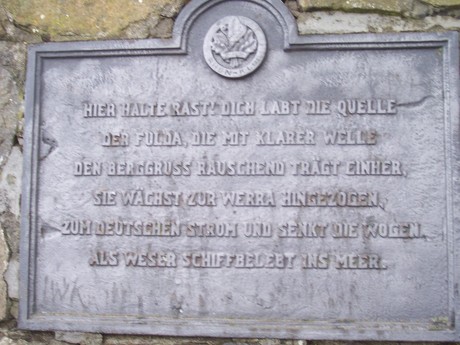 HIER HALTE RAST! DICH LABT DIE QUELLE
DER FULDA, DIE MIT KLARER WELLE
DEN BERGGRUSS RAUSCHEND TRÄGT EINHER,
SIE WÄCHST ZUR WERRA HINGEZOGEN,
ZUM DEUTSCHEN STROM UND SENKT DIE WOGEN.
ALS WESER SCHIFFBELEBT INS MEER.